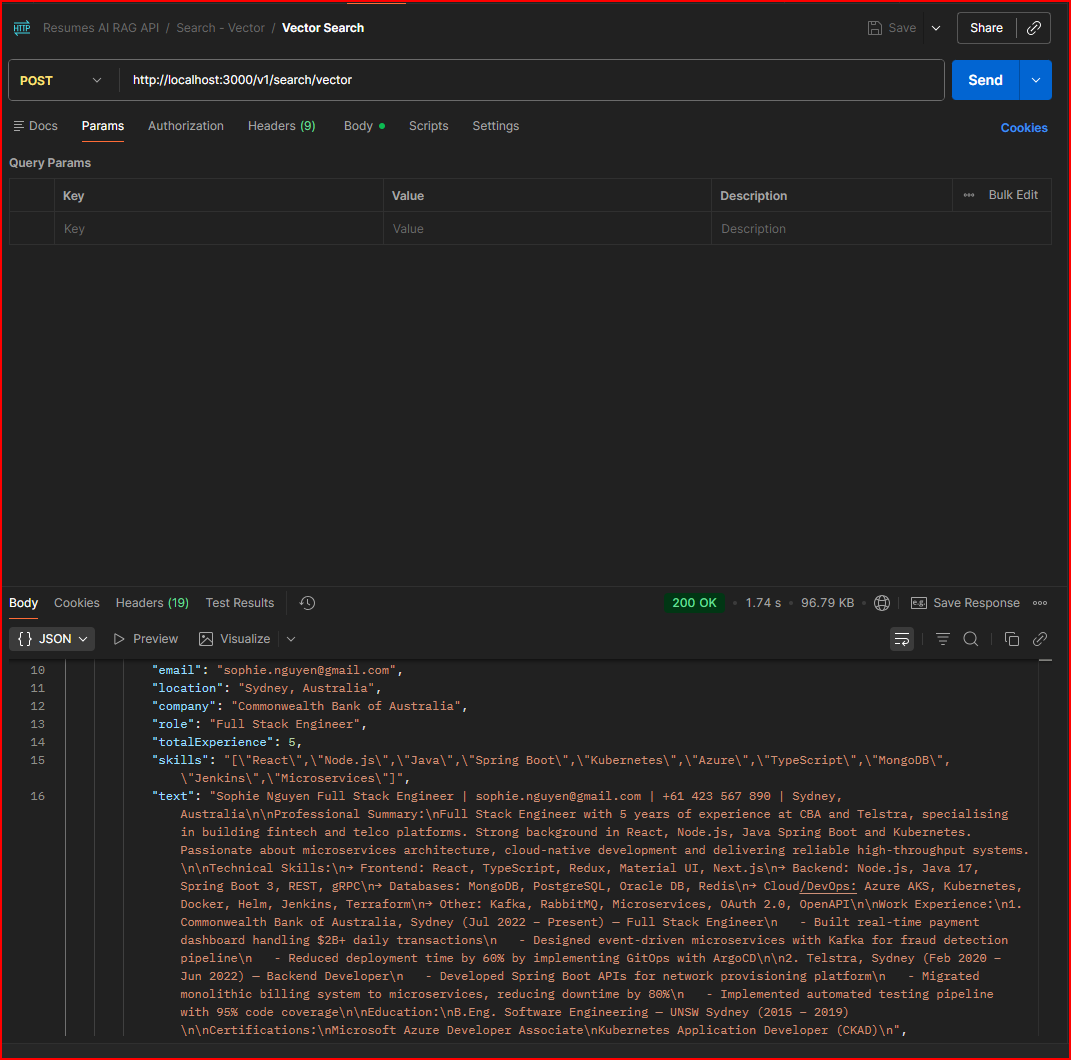 HTTP Resumes AI RAG API / Search - Vector / Vector Search Save Share
POST http://localhost:3000/v1/search/vector Send
Docs Params Authorization Headers (9) Body Scripts Settings Cookies
Query Params
Key Value Description ••• Bulk Edit
Key Value Description
Body Cookies Headers (19) Test Results 200 OK • 1.74 s • 96.79 KB • e.g. Save Response •••
{} JSON Preview Visualize
10 "email": "sophie.nguyen@gmail.com",
11 "location": "Sydney, Australia",
12 "company": "Commonwealth Bank of Australia",
13 "role": "Full Stack Engineer",
14 "totalExperience": 5,
15 "skills": "[\"React\",\"Node.js\",\"Java\",\"Spring Boot\",\"Kubernetes\",\"Azure\",\"TypeScript\",\"MongoDB\",
\"Jenkins\",\"Microservices\"]",
16 "text": "Sophie Nguyen Full Stack Engineer | sophie.nguyen@gmail.com | +61 423 567 890 | Sydney,
Australia\n\nProfessional Summary:\nFull Stack Engineer with 5 years of experience at CBA and Telstra, specialising
in building fintech and telco platforms. Strong background in React, Node.js, Java Spring Boot and Kubernetes.
Passionate about microservices architecture, cloud-native development and delivering reliable high-throughput systems.
\n\nTechnical Skills:\n→ Frontend: React, TypeScript, Redux, Material UI, Next.js\n→ Backend: Node.js, Java 17,
Spring Boot 3, REST, gRPC\n→ Databases: MongoDB, PostgreSQL, Oracle DB, Redis\n→ Cloud/DevOps: Azure AKS, Kubernetes,
Docker, Helm, Jenkins, Terraform\n→ Other: Kafka, RabbitMQ, Microservices, OAuth 2.0, OpenAPI\n\nWork Experience:\n1.
Commonwealth Bank of Australia, Sydney (Jul 2022 – Present) — Full Stack Engineer\n   - Built real-time payment
dashboard handling $2B+ daily transactions\n   - Designed event-driven microservices with Kafka for fraud detection
pipeline\n   - Reduced deployment time by 60% by implementing GitOps with ArgoCD\n\n2. Telstra, Sydney (Feb 2020 –
Jun 2022) — Backend Developer\n   - Developed Spring Boot APIs for network provisioning platform\n   - Migrated
monolithic billing system to microservices, reducing downtime by 80%\n   - Implemented automated testing pipeline
with 95% code coverage\n\nEducation:\nB.Eng. Software Engineering — UNSW Sydney (2015 – 2019)
\n\nCertifications:\nMicrosoft Azure Developer Associate\nKubernetes Application Developer (CKAD)\n",